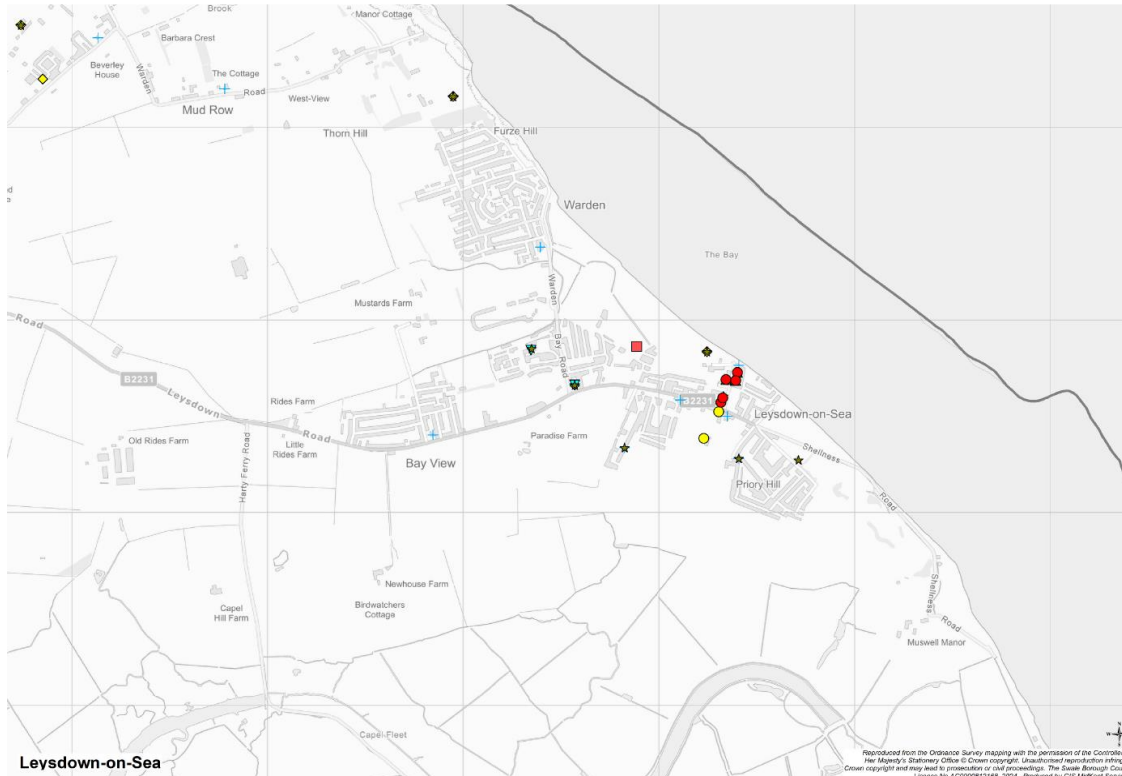 Brook
Manor Cottage
Barbara Crest
Beverley
House
Warden
The Cottage
Road
West-View
Mud Row
Thorn Hill
Furze Hill
Warden
The Bay
Warden
Bay
Road
Mustards Farm
Road
B2231
Leysdown
Rides Farm
B2231
Leysdown-on-Sea
Old Rides Farm
Little
Rides Farm
Road
Paradise Farm
Bay View
Harty Ferry Road
Shellness
Priory Hill
Road
Newhouse Farm
Birdwatchers
Cottage
Capel
Hill Farm
Shellness
Road
Muswell Manor
Capel-Fleet
Leysdown-on-Sea
Reproduced from the Ordnance Survey mapping with the permission of the Controlle
Her Majesty's Stationery Office © Crown copyright. Unauthorised reproduction infring
Crown copyright and may lead to prosecution or civil proceedings. The Swale Borough Cou